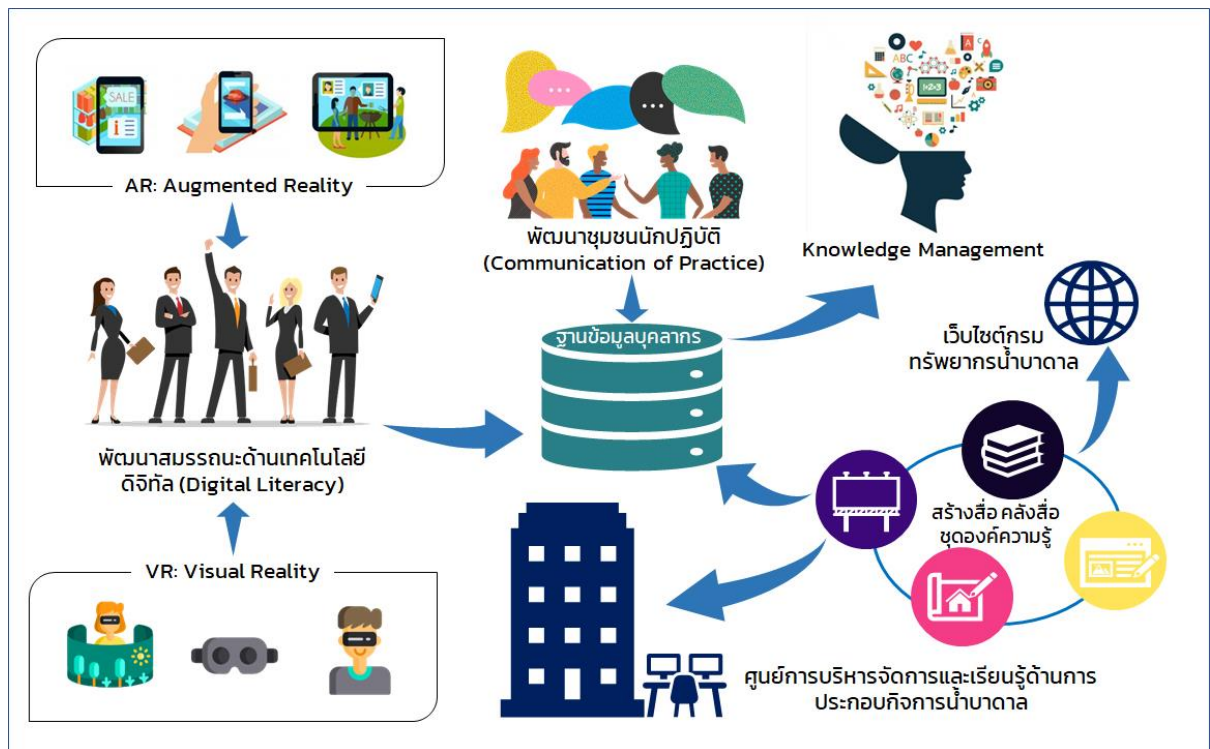 SALE
AR: Augmented Reality
พัฒนาสมรรถนะด้านเทคโนโลยี
ดิจิทัล (Digital Literacy)
VR: Visual Reality
พัฒนาชุมชนนักปฏิบัติ
(Communication of Practice)
ฐานข้อมูลบุคลากร
ABC
1+2=3
Knowledge Management
เว็บไซต์กรม
ทรัพยากรน้ำบาดาล
สร้างสื่อ คลังสื่อ
ชุดองค์ความรู้
ศูนย์การบริหารจัดการและเรียนรู้ด้านการ
ประกอบกิจการน้ำบาดาล